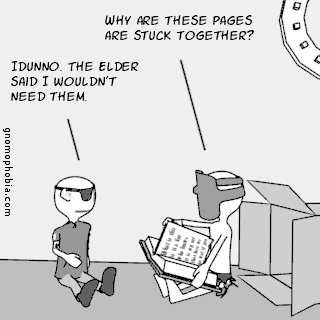 WHY ARE THESE PAGES
ARE STUCK TOGETHER?
IDUNNO. THE ELDER
SAID I WOULDN'T
NEED THEM.
gnomophobia.com